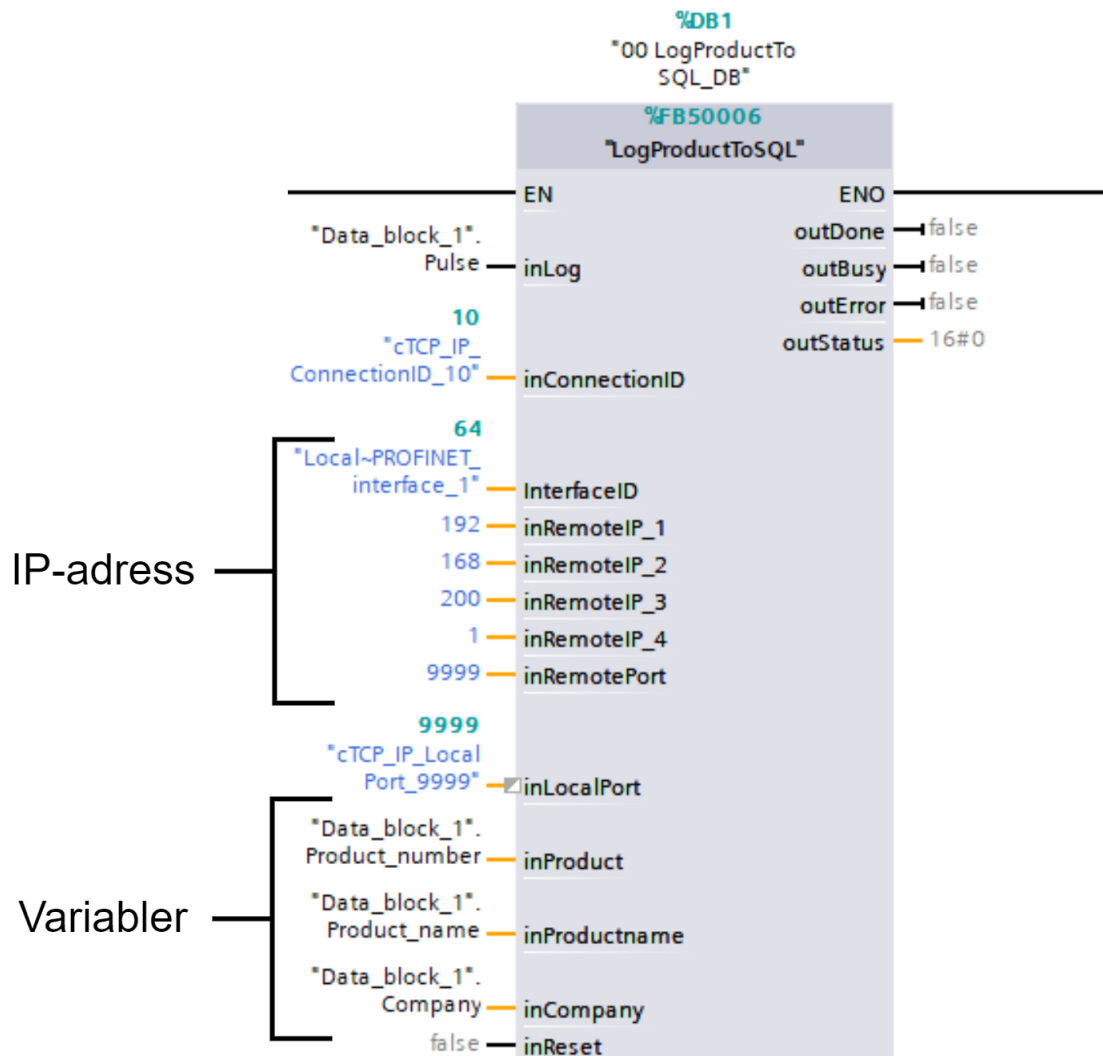 %DB1
"00 LogProductTo
SQL_DB"
%FB50006
"LogProductToSQL"
EN
ENO
outDone
false
"Data_block_1".
Pulse
inLog
outBusy
false
outError
false
outStatus
16#0
10
"cTCP_IP_
ConnectionID_10"
inConnectionID
IP-adress
64
"Local~PROFINET_
interface_1"
InterfaceID
192
inRemoteIP_1
168
inRemoteIP_2
200
inRemoteIP_3
1
inRemoteIP_4
9999
inRemotePort
9999
"cTCP_IP_Local
Port_9999"
inLocalPort
Variabler
"Data_block_1".
Product_number
inProduct
"Data_block_1".
Product_name
inProductname
"Data_block_1".
Company
inCompany
false
inReset